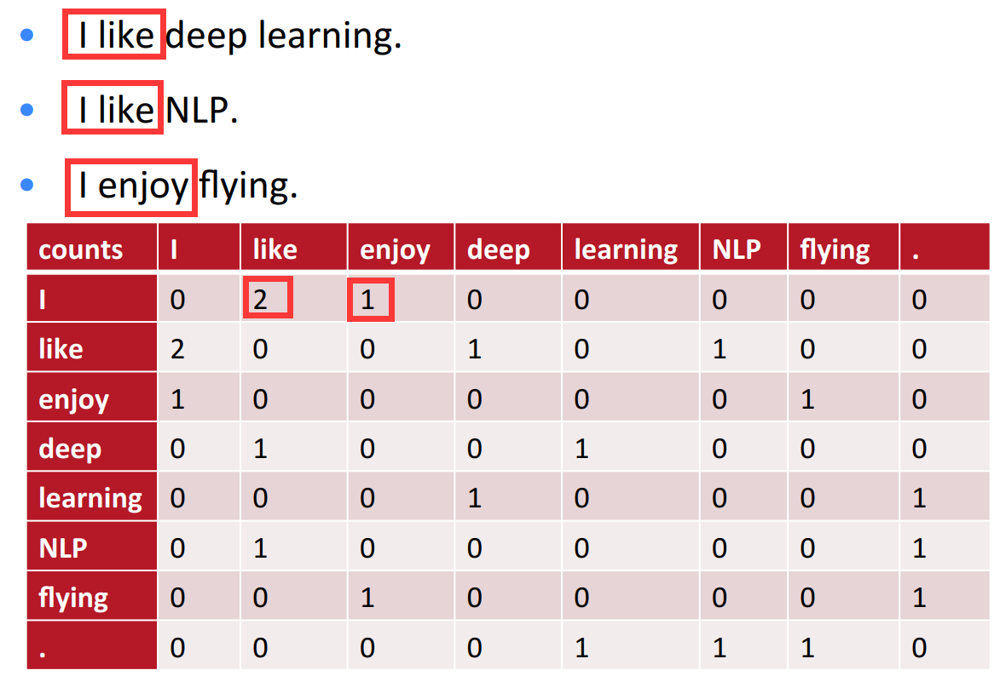 • I like deep learning.
• I like NLP.
• I enjoy flying.
counts I like enjoy deep learning NLP flying .
I 0 2 1 0 0 0 0 0
like 2 0 0 1 0 1 0 0
enjoy 1 0 0 0 0 0 1 0
deep 0 1 0 0 1 0 0 0
learning 0 0 0 1 0 0 0 1
NLP 0 1 0 0 0 0 0 1
flying 0 0 1 0 0 0 0 1
. 0 0 0 0 1 1 1 0